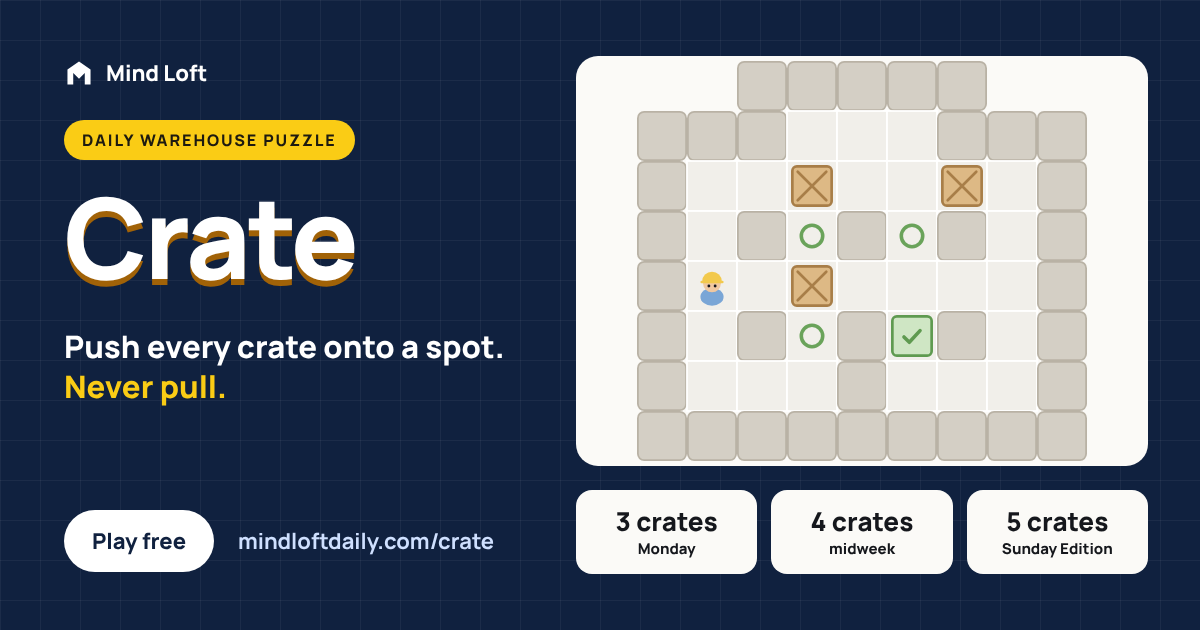 Mind Loft
DAILY WAREHOUSE PUZZLE
Crate
Push every crate onto a spot.
Never pull.
Play free
mindloftdaily.com/crate
3 crates
Monday
4 crates
midweek
5 crates
Sunday Edition